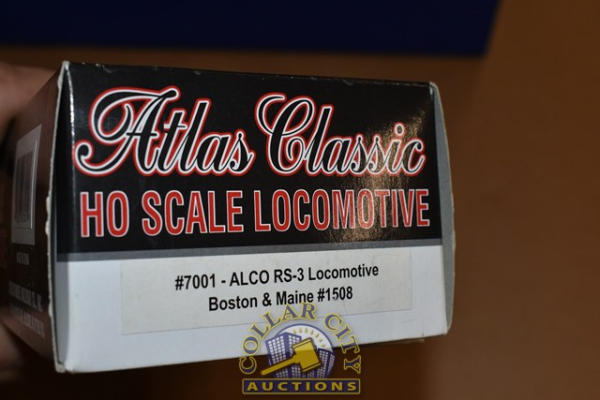 Atlas Classic
HO SCALE LOCOMOTIVE
#7001 - ALCO RS-3 Locomotive
Boston & Maine #1508
COLLAR CITY
AUCTIONS